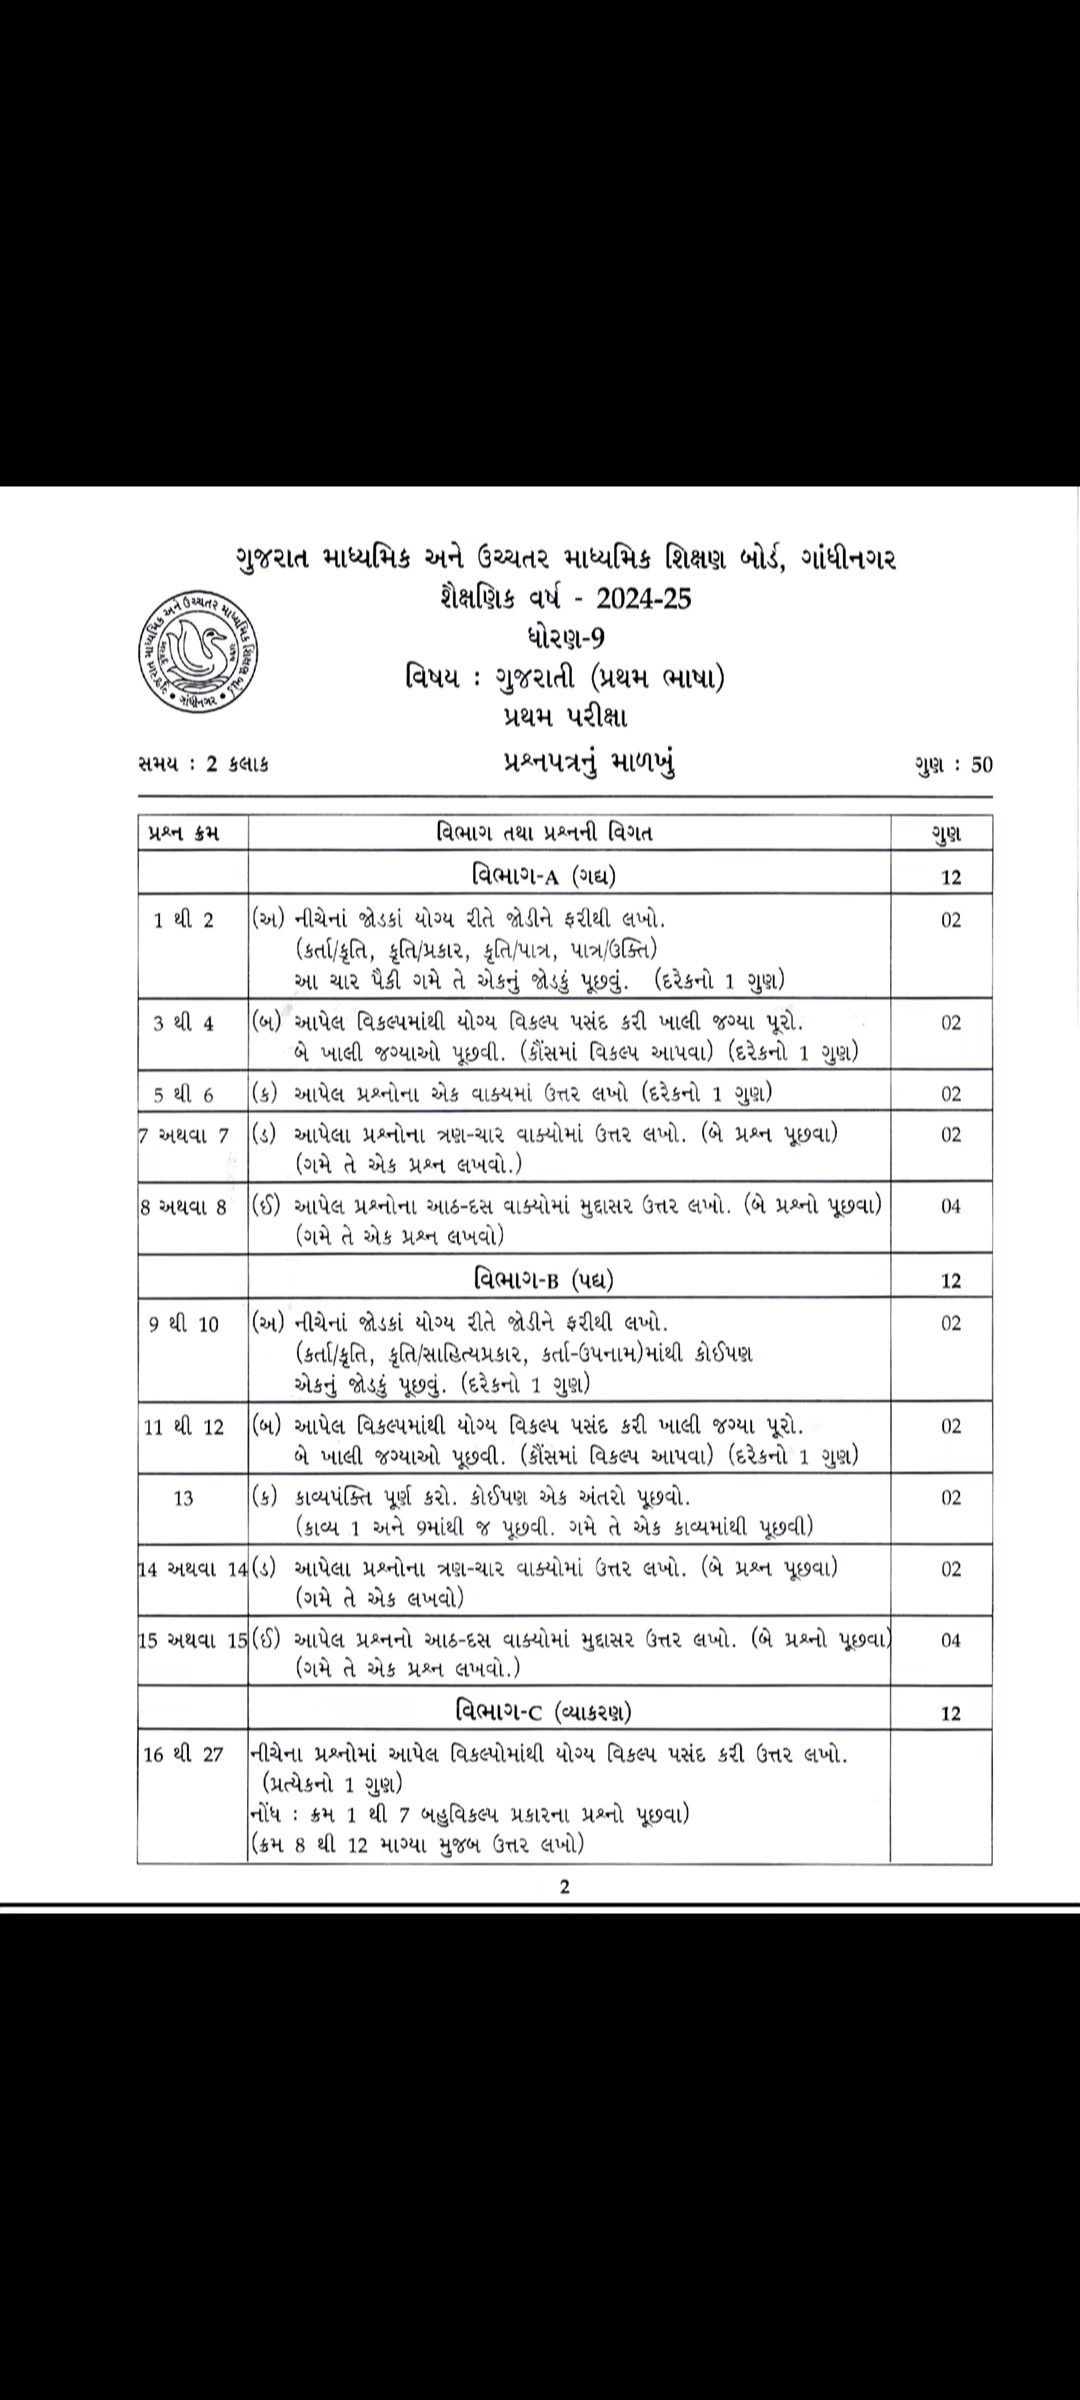 ગુજરાત માધ્યમિક અને ઉચ્ચતર માધ્યમિક શિક્ષણ બોર્ડ, ગાંધીનગર
શૈક્ષણિક વર્ષ - 2024-25
ધોરણ-9
વિષય : ગુજરાતી (પ્રથમ ભાષા)
પ્રથમ પરીક્ષા
સમય : 2 કલાક પ્રશ્નપત્રનું માળખું ગુણ : 50
પ્રશ્ન ક્રમ વિભાગ તથા પ્રશ્નની વિગત ગુણ
વિભાગ-A (ગદ્ય) 12
1 થી 2 (અ) નીચેનાં જોડકાં યોગ્ય રીતે જોડીને ફરીથી લખો. 02
(કર્તા/કૃતિ, કૃતિ/પ્રકાર, કૃતિ/પાત્ર, પાત્ર/ઉક્તિ)
આ ચાર પૈકી ગમે તે એકનું જોડકું પૂછવું. (દરેકનો 1 ગુણ)
3 થી 4 (બ) આપેલ વિકલ્પમાંથી યોગ્ય વિકલ્પ પસંદ કરી ખાલી જગ્યા પૂરો. 02
બે ખાલી જગ્યાઓ પૂછવી. (કૌંસમાં વિકલ્પ આપવા) (દરેકનો 1 ગુણ)
5 થી 6 (ક) આપેલ પ્રશ્નોના એક વાક્યમાં ઉત્તર લખો (દરેકનો 1 ગુણ) 02
7 અથવા 7 (ડ) આપેલા પ્રશ્નોના ત્રણ-ચાર વાક્યોમાં ઉત્તર લખો. (બે પ્રશ્ન પૂછવા) 02
(ગમે તે એક પ્રશ્ન લખવો.)
8 અથવા 8 (ઈ) આપેલ પ્રશ્નોના આઠ-દસ વાક્યોમાં મુદ્દાસર ઉત્તર લખો. (બે પ્રશ્નો પૂછવા) 04
(ગમે તે એક પ્રશ્ન લખવો)
વિભાગ-B (પદ્ય) 12
9 થી 10 (અ) નીચેનાં જોડકાં યોગ્ય રીતે જોડીને ફરીથી લખો. 02
(કર્તા/કૃતિ, કૃતિ/સાહિત્યપ્રકાર, કર્તા-ઉપનામ)માંથી કોઈપણ
એકનું જોડકું પૂછવું. (દરેકનો 1 ગુણ)
11 થી 12 (બ) આપેલ વિકલ્પમાંથી યોગ્ય વિકલ્પ પસંદ કરી ખાલી જગ્યા પૂરો. 02
બે ખાલી જગ્યાઓ પૂછવી. (કૌંસમાં વિકલ્પ આપવા) (દરેકનો 1 ગુણ)
13 (ક) કાવ્યપંક્તિ પૂર્ણ કરો. કોઈપણ એક અંતરો પૂછવો. 02
(કાવ્ય 1 અને 9માંથી જ પૂછવી. ગમે તે એક કાવ્યમાંથી પૂછવી)
14 અથવા 14 (ડ) આપેલા પ્રશ્નોના ત્રણ-ચાર વાક્યોમાં ઉત્તર લખો. (બે પ્રશ્ન પૂછવા) 02
(ગમે તે એક લખવો)
15 અથવા 15 (ઈ) આપેલ પ્રશ્નનો આઠ-દસ વાક્યોમાં મુદ્દાસર ઉત્તર લખો. (બે પ્રશ્નો પૂછવા) 04
(ગમે તે એક પ્રશ્ન લખવો.)
વિભાગ-C (વ્યાકરણ) 12
16 થી 27 નીચેના પ્રશ્નોમાં આપેલ વિકલ્પોમાંથી યોગ્ય વિકલ્પ પસંદ કરી ઉત્તર લખો.
(પ્રત્યેકનો 1 ગુણ)
નોંધ : ક્રમ 1 થી 7 બહુવિકલ્પ પ્રકારના પ્રશ્નો પૂછવા)
(ક્રમ 8 થી 12 માગ્યા મુજબ ઉત્તર લખો)
2